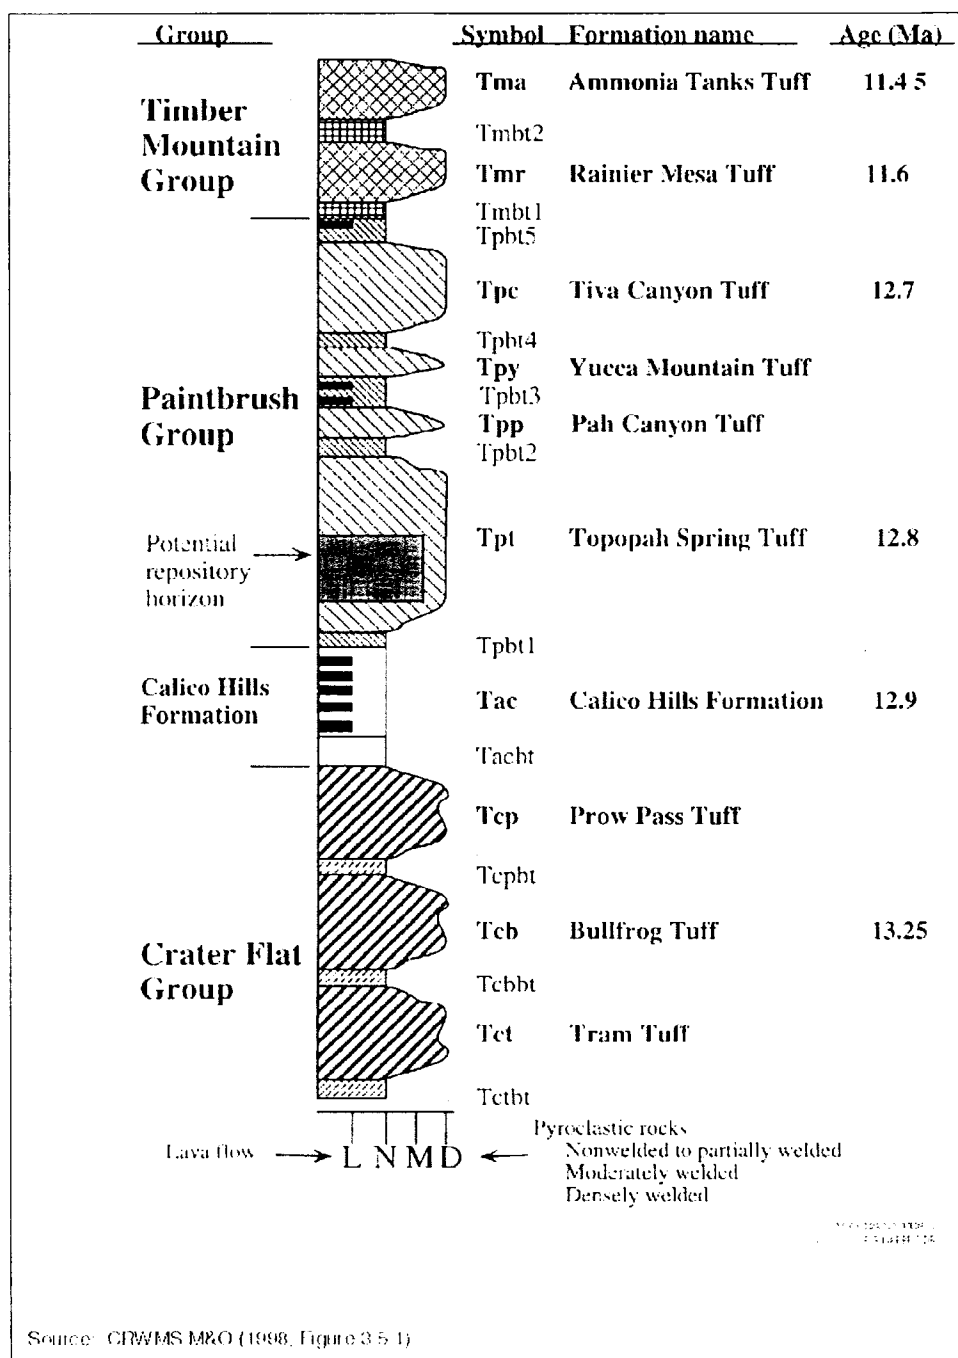 Group Symbol Formation name Age (Ma)
Timber
Mountain
Group
Tma Ammonia Tanks Tuff 11.45
Tmbt2
Tmr Rainier Mesa Tuff 11.6
Tmbt1
Tpbt5
Paintbrush
Group
Tpc Tiva Canyon Tuff 12.7
Tpbt4
Tpy Yucca Mountain Tuff
Tpbt3
Tpp Pah Canyon Tuff
Tpbt2
Potential
repository
horizon
Tpt Topopah Spring Tuff 12.8
Tpbt1
Calico Hills
Formation
Tac Calico Hills Formation 12.9
Tacht
Crater Flat
Group
Tcp Prow Pass Tuff
Tcpbt
Tcb Bullfrog Tuff 13.25
Tcbbt
Tct Tram Tuff
Tctbt
Lava flow L N M D
Pyroclastic rocks
Nonwelded to partially welded
Moderately welded
Densely welded
Source: CRWMS M&O (1998, Figure 3.5-1)